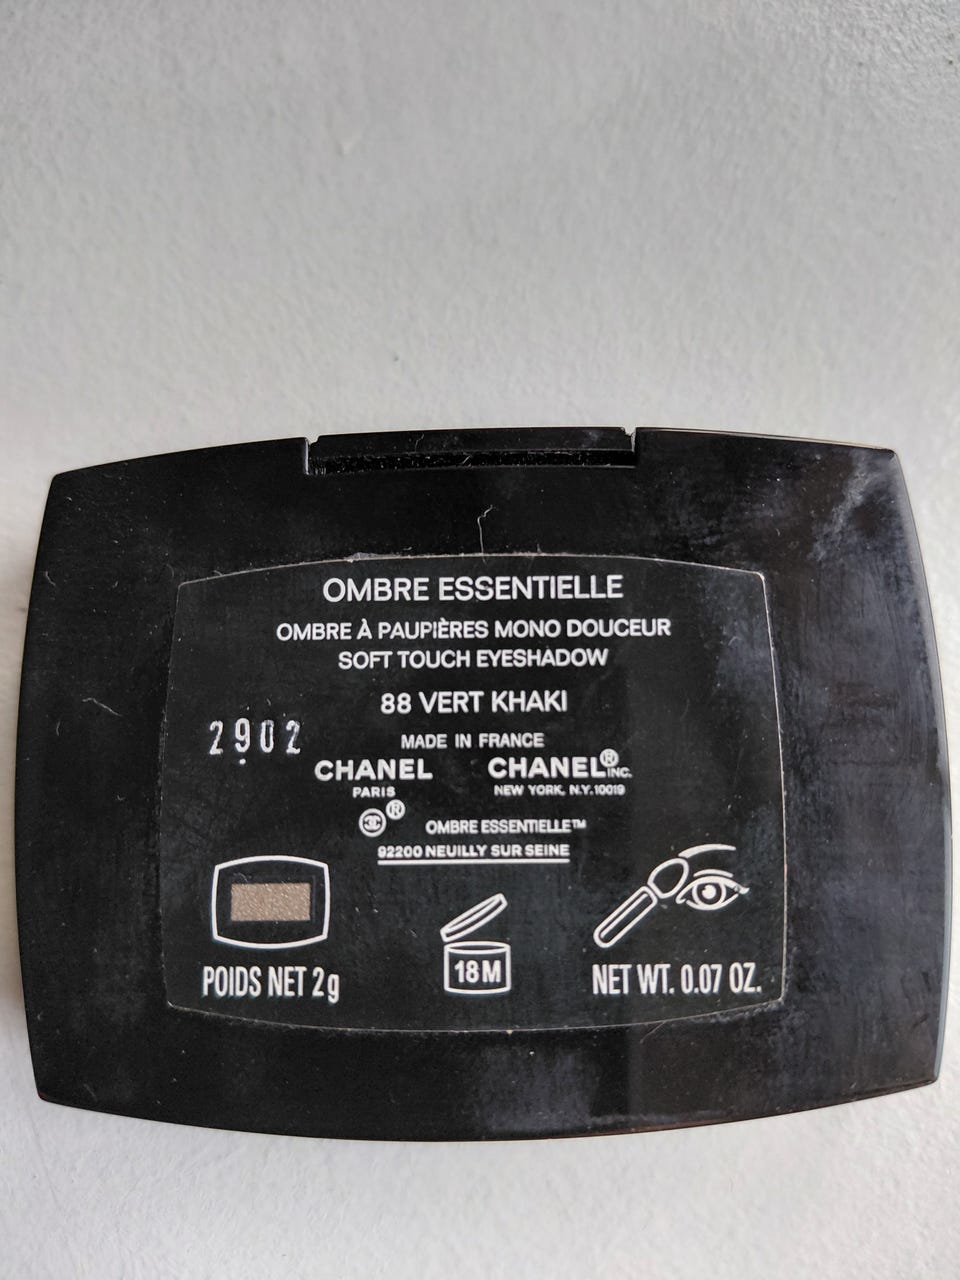 OMBRE ESSENTIELLE
OMBRE À PAUPIÈRES MONO DOUCEUR
SOFT TOUCH EYESHADOW
88 VERT KHAKI
2902
MADE IN FRANCE
CHANEL CHANEL® INC.
PARIS NEW YORK, N.Y. 10019
® OMBRE ESSENTIELLE™
92200 NEUILLY SUR SEINE
18M
POIDS NET 2g NET WT. 0.07 OZ.